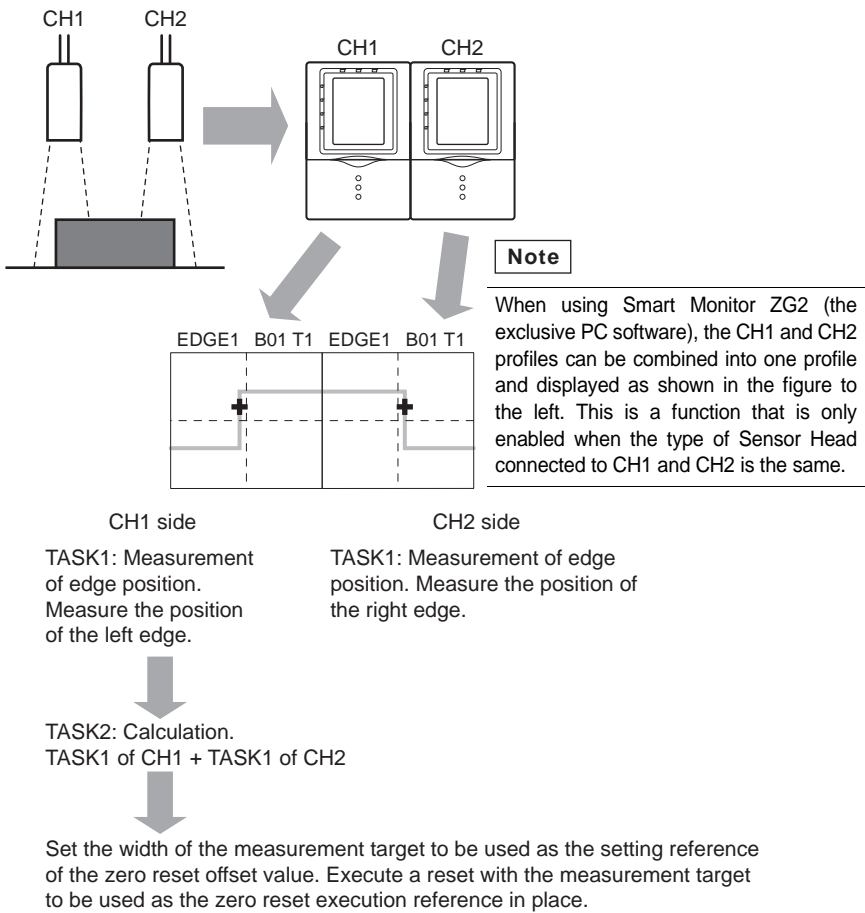 CH1 CH2
CH1 CH2
Note
When using Smart Monitor ZG2 (the
exclusive PC software), the CH1 and CH2
profiles can be combined into one profile
and displayed as shown in the figure to
the left. This is a function that is only
enabled when the type of Sensor Head
connected to CH1 and CH2 is the same.
EDGE1 B01 T1 EDGE1 B01 T1
CH1 side
TASK1: Measurement
of edge position.
Measure the position
of the left edge.
CH2 side
TASK1: Measurement of edge
position. Measure the position of
the right edge.
TASK2: Calculation.
TASK1 of CH1 + TASK1 of CH2
Set the width of the measurement target to be used as the setting reference
of the zero reset offset value. Execute a reset with the measurement target
to be used as the zero reset execution reference in place.